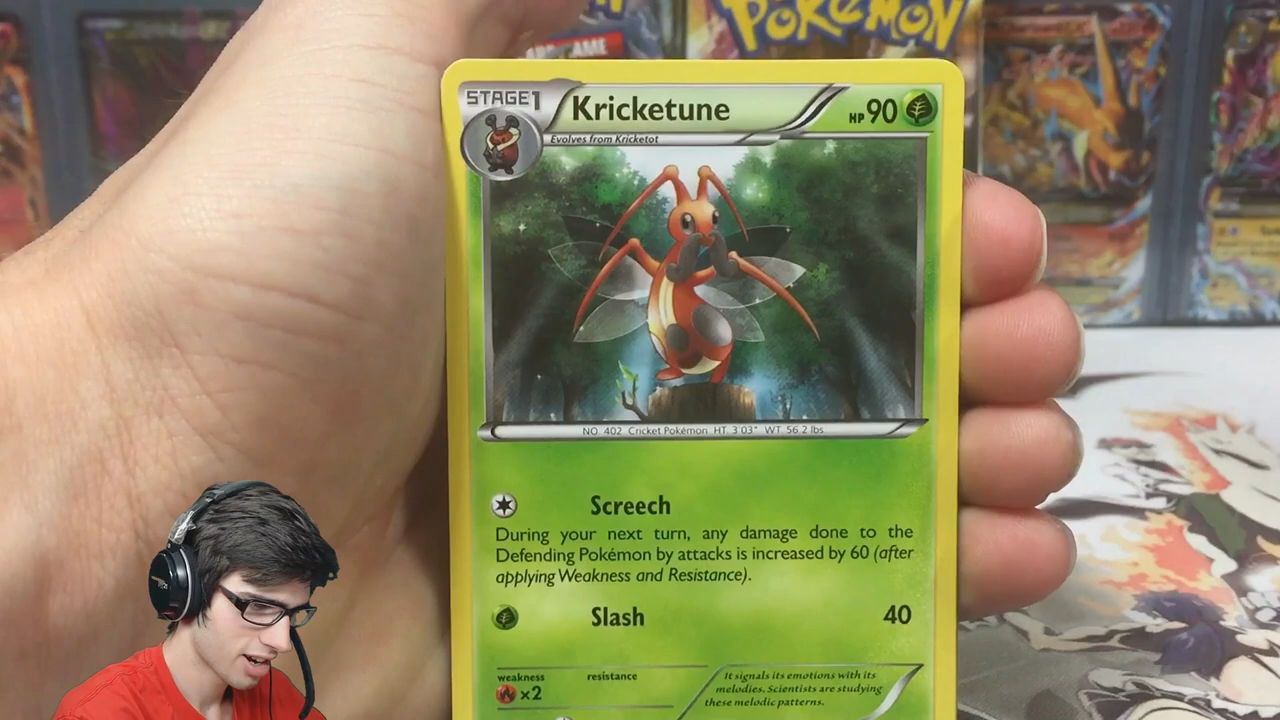 POKéMON
GAME
STAGE1
Kricketune
HP 90
Evolves from Kricketot
NO. 402 Cricket Pokémon HT. 3'03" WT. 56.2 lbs
Screech
During your next turn, any damage done to the
Defending Pokémon by attacks is increased by 60 (after
applying Weakness and Resistance).
Slash 40
weakness resistance
×2
It signals its emotions with its
melodies. Scientists are studying
these melodic patterns.